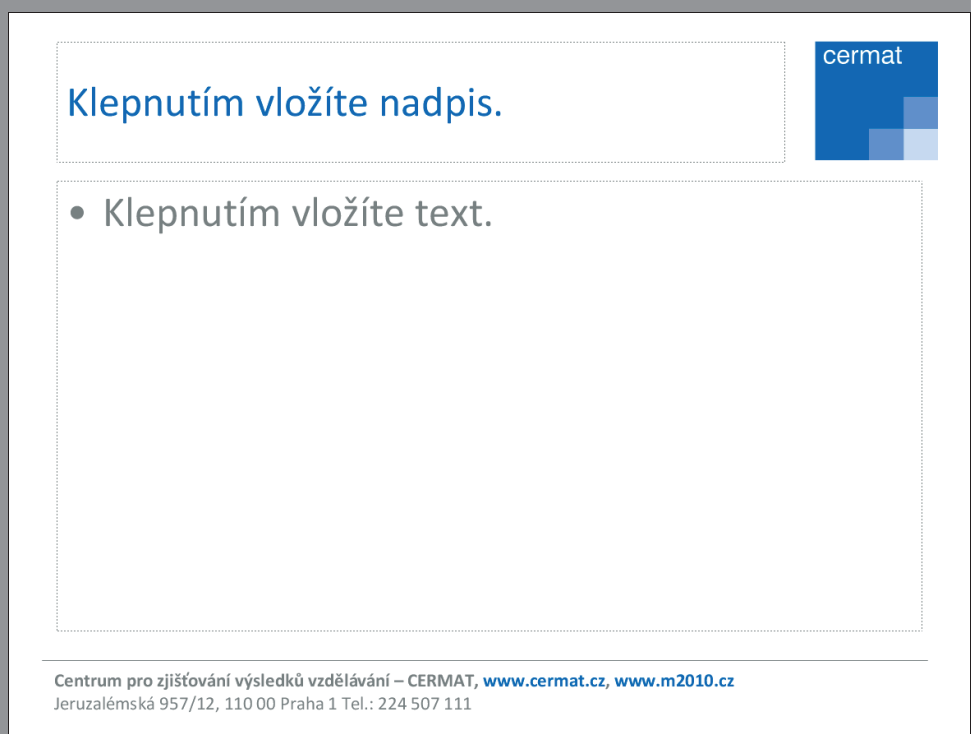 cermat
Klepnutím vložíte nadpis.
• Klepnutím vložíte text.
Centrum pro zjišťování výsledků vzdělávání – CERMAT, www.cermat.cz, www.m2010.cz
Jeruzalémská 957/12, 110 00 Praha 1 Tel.: 224 507 111